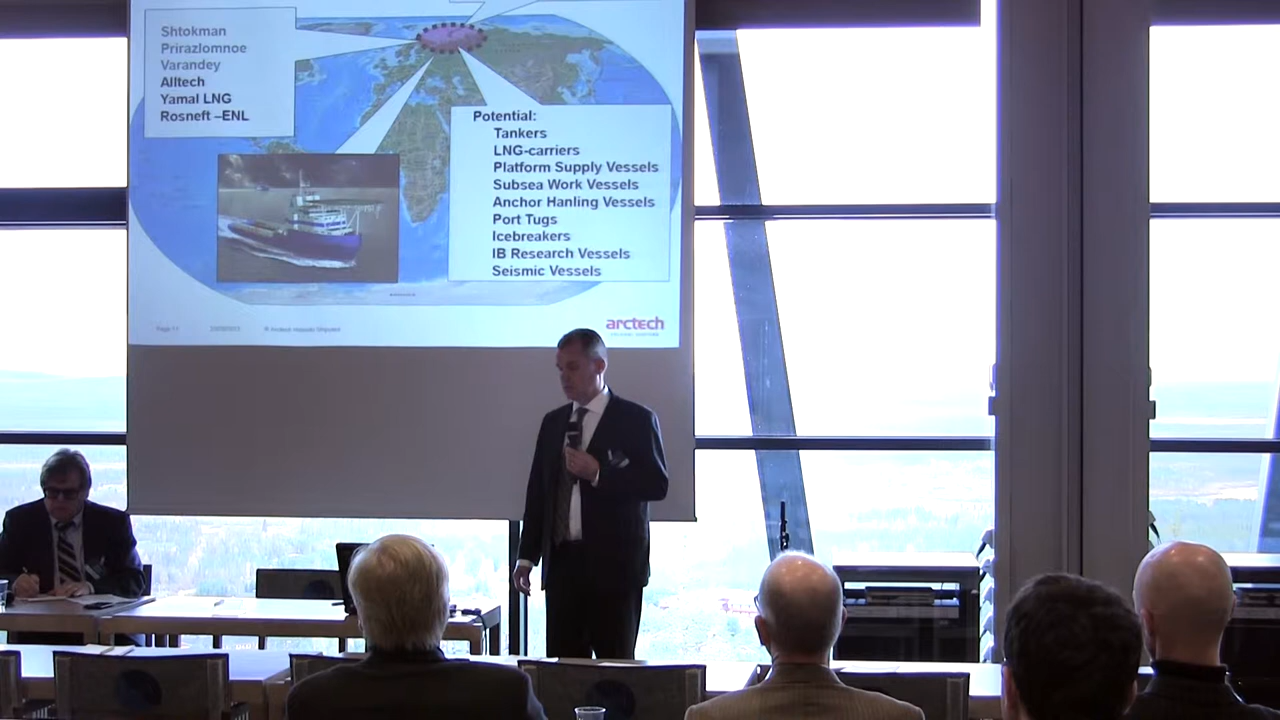 Shtokman
Prirazlomnoe
Varandey
Alltech
Yamal LNG
Rosneft –ENL
Potential:
Tankers
LNG-carriers
Platform Supply Vessels
Subsea Work Vessels
Anchor Hanling Vessels
Port Tugs
Icebreakers
IB Research Vessels
Seismic Vessels
arctech